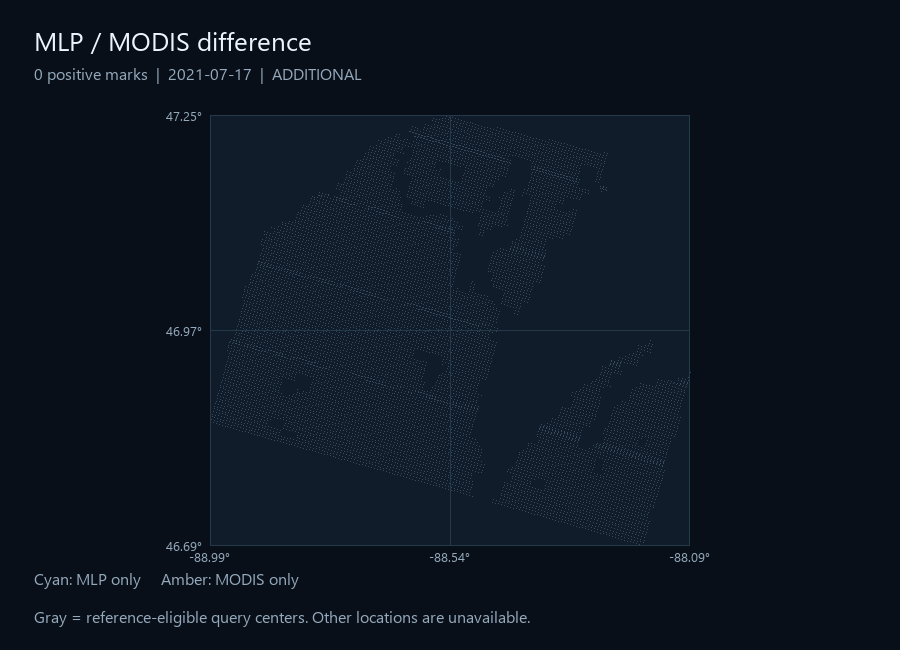 MLP / MODIS difference
0 positive marks | 2021-07-17 | ADDITIONAL
47.25°
46.97°
46.69°
-88.99° -88.54° -88.09°
Cyan: MLP only Amber: MODIS only
Gray = reference-eligible query centers. Other locations are unavailable.